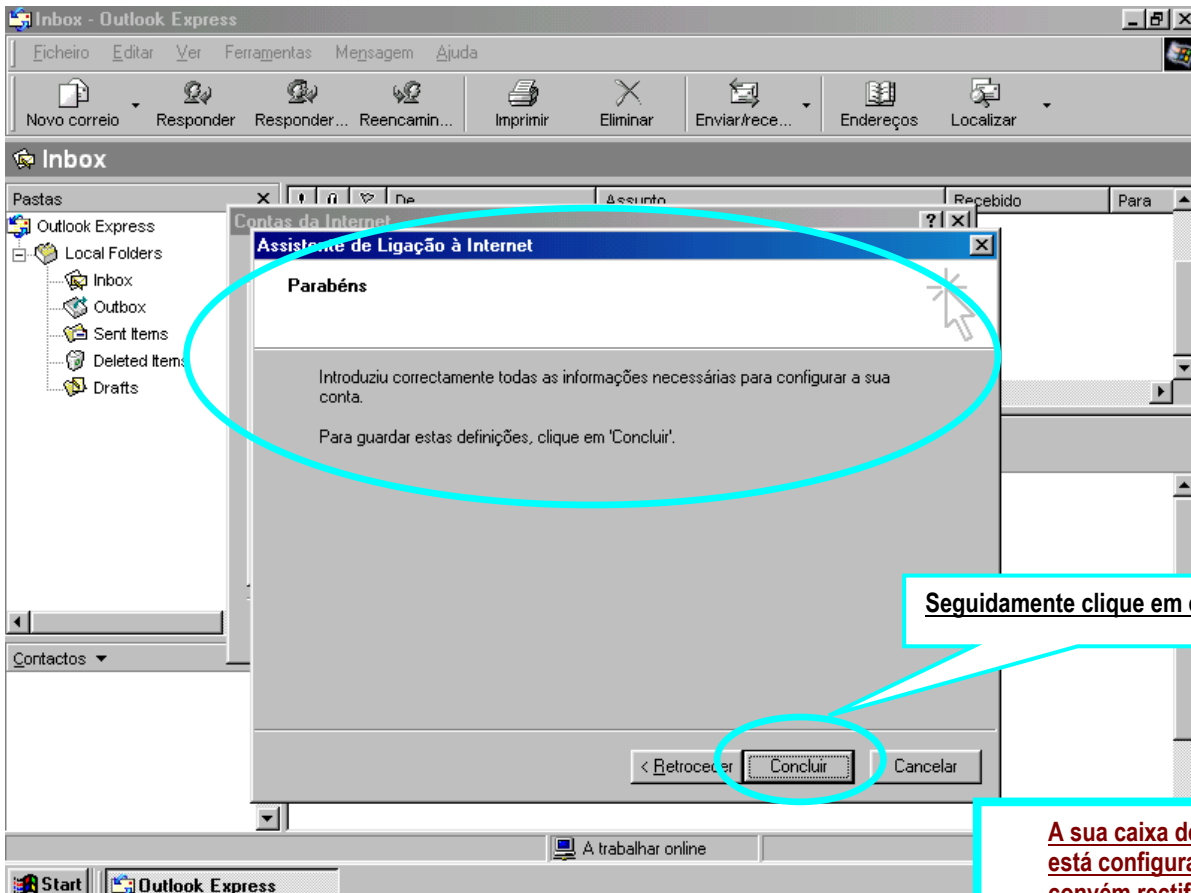 Inbox - Outlook Express
Ficheiro Editar Ver Ferramentas Mensagem Ajuda
Novo correio Responder Responder... Reencamin... Imprimir Eliminar Enviar/rece... Endereços Localizar
Inbox
Pastas
De Assunto Recebido Para
Outlook Express
Local Folders
Inbox
Outbox
Sent Items
Deleted Items
Drafts
Contactos
Contas da Internet
Assistente de Ligação à Internet
Parabéns
Introduziu correctamente todas as informações necessárias para configurar a sua
conta.
Para guardar estas definições, clique em 'Concluir'.
Seguidamente clique em
< Retroceder Concluir Cancelar
A sua caixa de
está
convém
A trabalhar online
Start Outlook Express